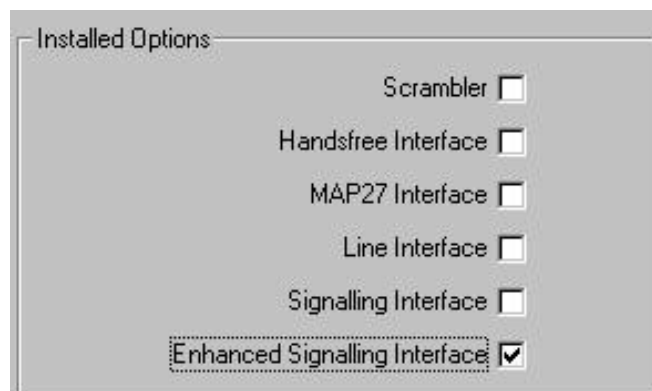 Installed Options
Scrambler
Handsfree Interface
MAP27 Interface
Line Interface
Signalling Interface
Enhanced Signalling Interface